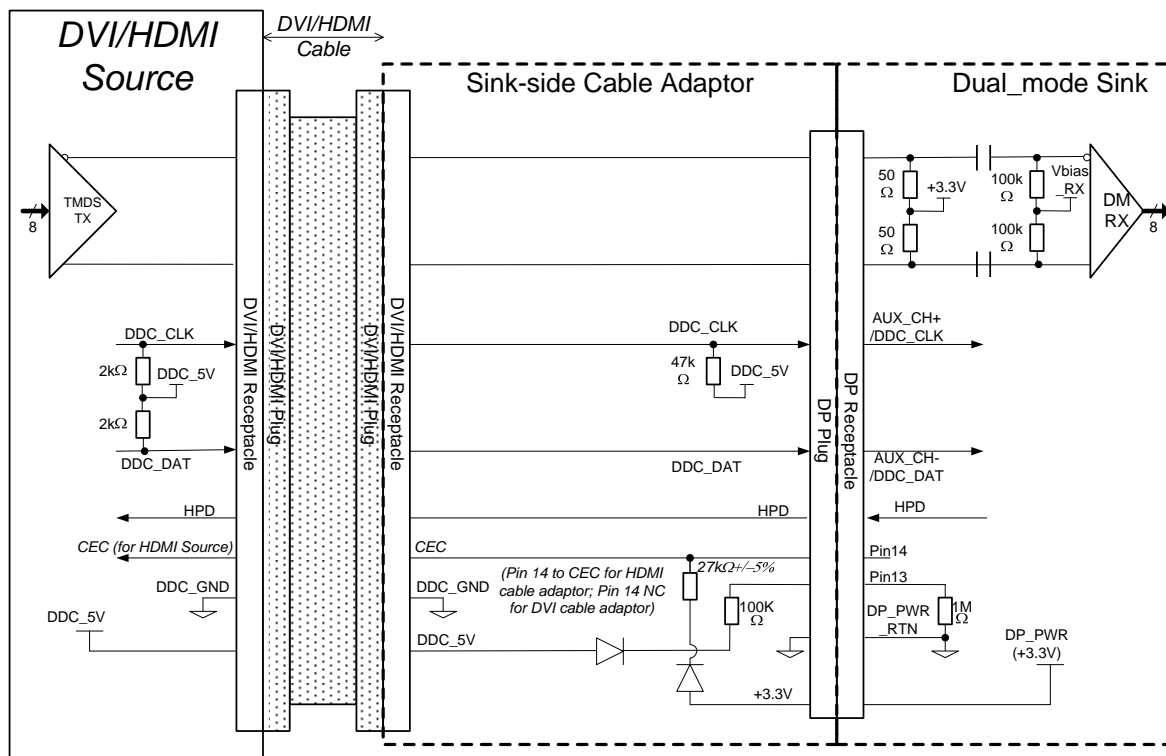 DVI/HDMI
Source
DVI/HDMI
Cable
Sink-side Cable Adaptor
Dual_mode Sink
TMDS
TX
8
50
Ω
+3.3V
50
Ω
100k
Ω
Vbias
_RX
100k
Ω
DM
RX
8
DVI/HDMI Receptacle
DVI/HDMI Plug
DVI/HDMI Plug
DVI/HDMI Receptacle
DP Plug
DP Receptacle
DDC_CLK
2kΩ
DDC_5V
2kΩ
DDC_DAT
DDC_CLK
47k
Ω
DDC_5V
DDC_DAT
AUX_CH+
/DDC_CLK
AUX_CH-
/DDC_DAT
HPD
HPD
HPD
CEC (for HDMI Source)
CEC
Pin14
(Pin 14 to CEC for HDMI
cable adaptor; Pin 14 NC
for DVI cable adaptor)
27kΩ+/−5%
100K
Ω
Pin13
1M
Ω
DDC_GND
DDC_GND
DP_PWR
_RTN
DDC_5V
DDC_5V
DP_PWR
(+3.3V)
+3.3V